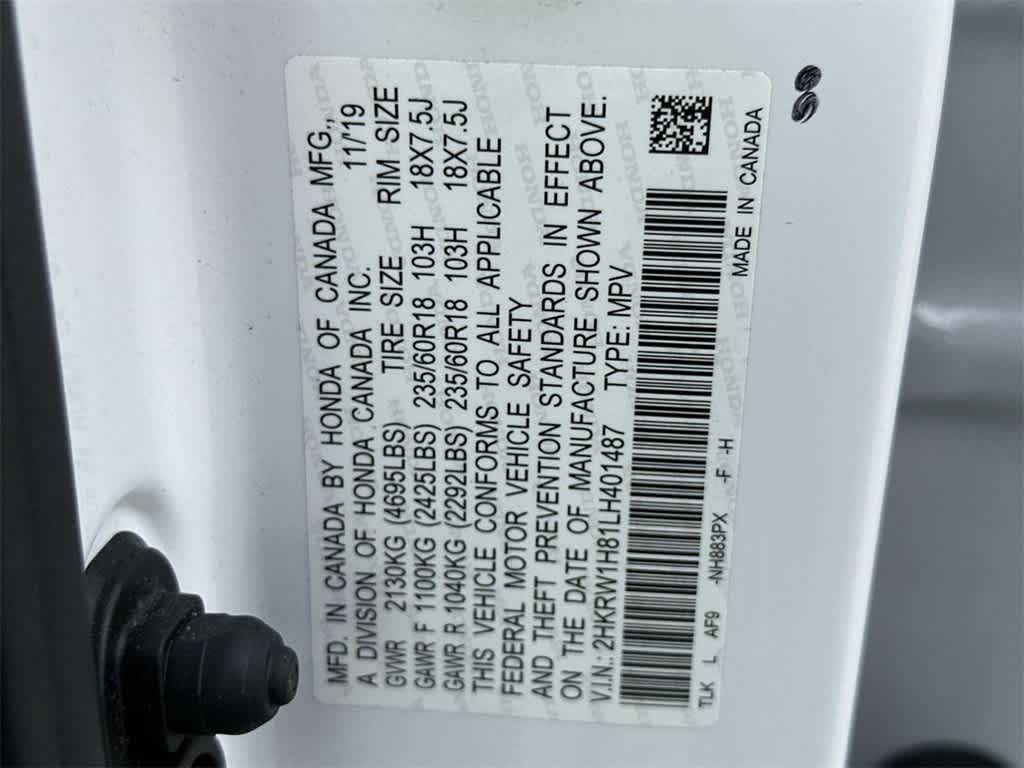 MFD. IN CANADA BY HONDA OF CANADA MFG.,
A DIVISION OF HONDA CANADA INC. 11/19
GVWR 2130KG (4695LBS) TIRE SIZE RIM SIZE
GAWR F 1100KG (2425LBS) 235/60R18 103H 18X7.5J
GAWR R 1040KG (2292LBS) 235/60R18 103H 18X7.5J
THIS VEHICLE CONFORMS TO ALL APPLICABLE
FEDERAL MOTOR VEHICLE SAFETY
AND THEFT PREVENTION STANDARDS IN EFFECT
ON THE DATE OF MANUFACTURE SHOWN ABOVE.
V.I.N.: 2HKRW1H81LH401487 TYPE: MPV
TLK L AF9 -NH883PX -F -H
MADE IN CANADA